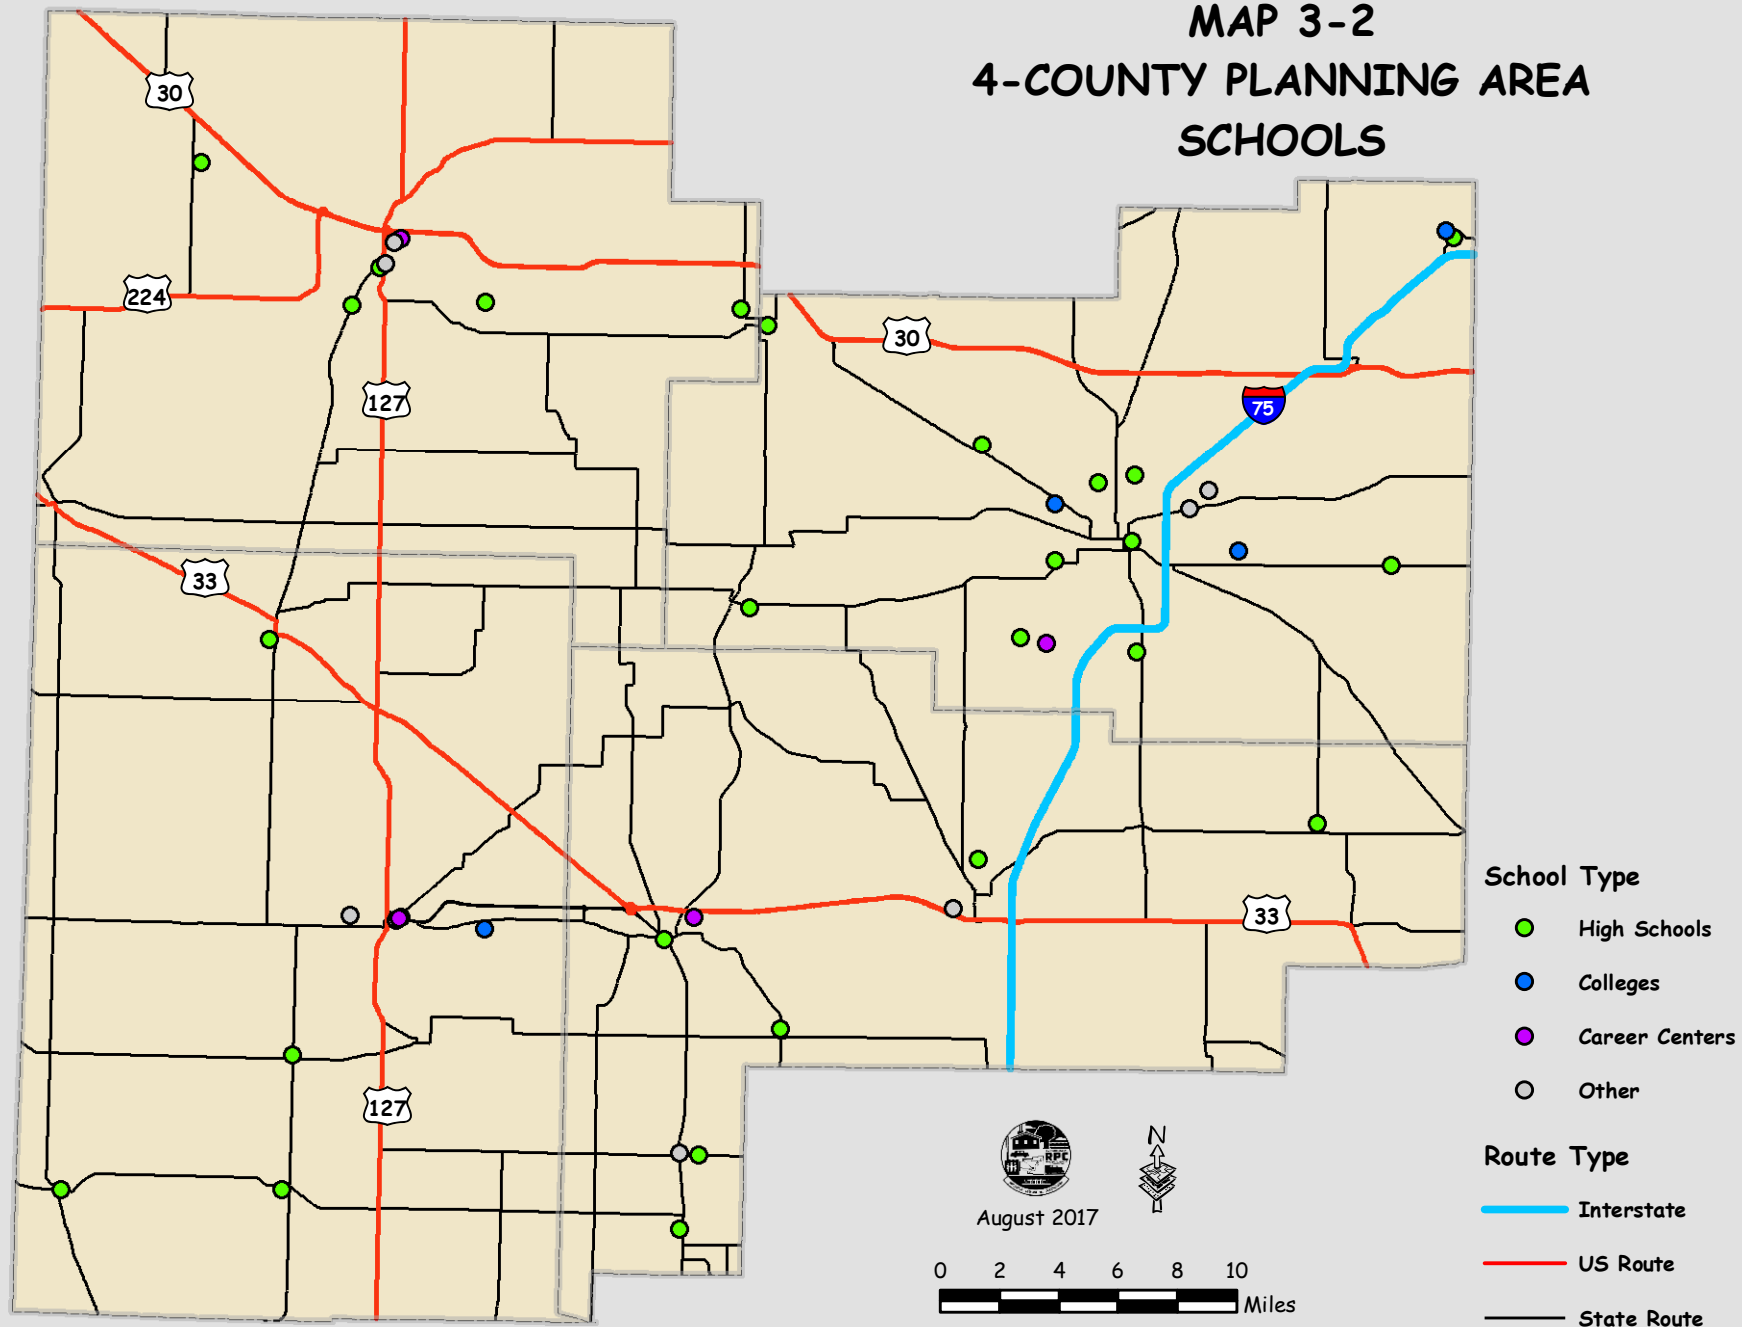 MAP 3-2
4-COUNTY PLANNING AREA
SCHOOLS
30
224
127
30
75
33
33
127
School Type
High Schools
Colleges
Career Centers
Other
Route Type
Interstate
US Route
State Route
RPC
N
August 2017
0 2 4 6 8 10
Miles